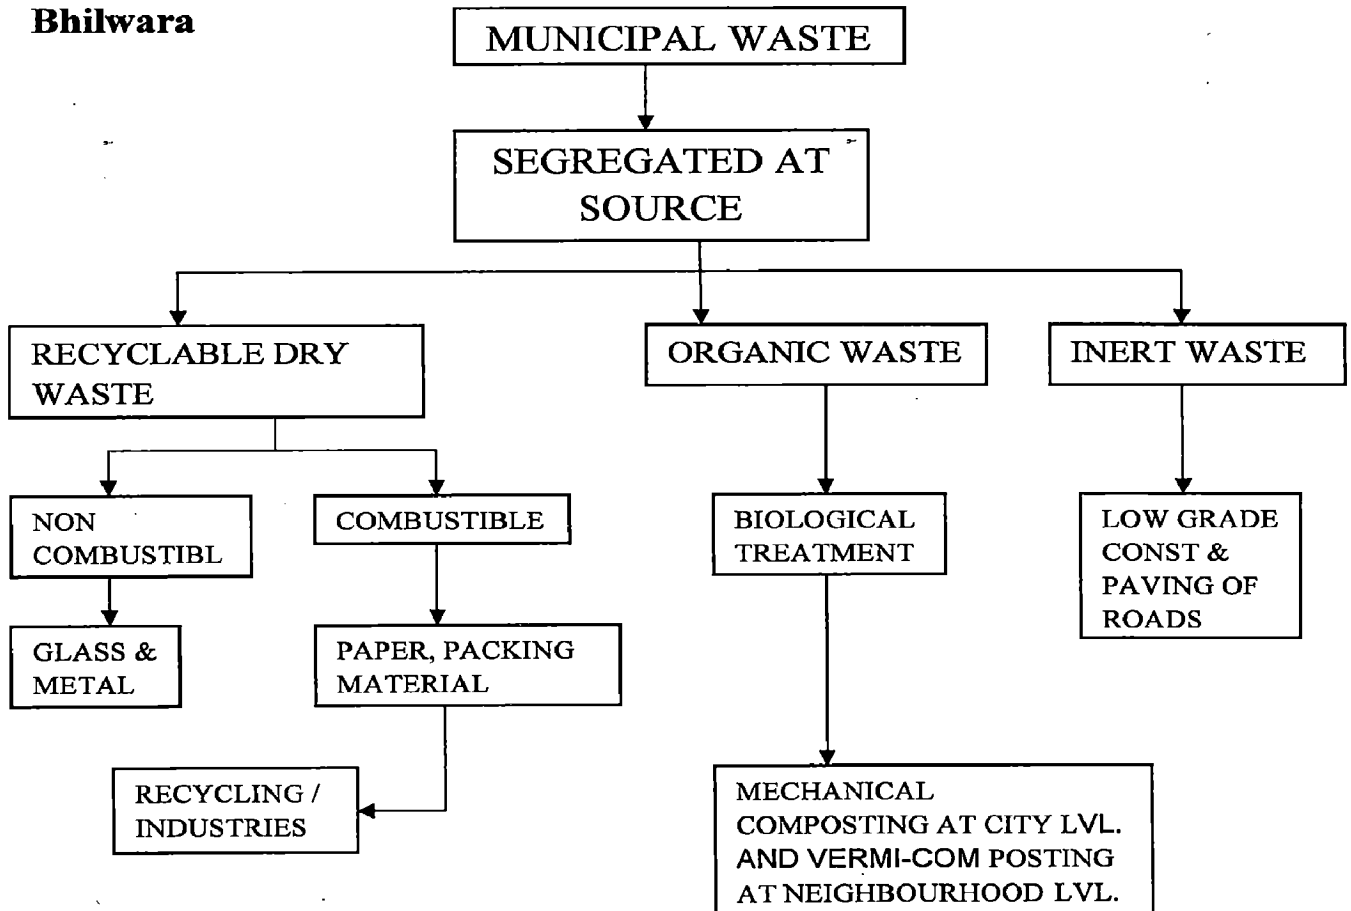 Bhilwara
MUNICIPAL WASTE
SEGREGATED AT
SOURCE
RECYCLABLE DRY
WASTE
ORGANIC WASTE
INERT WASTE
NON
COMBUSTIBL
COMBUSTIBLE
BIOLOGICAL
TREATMENT
LOW GRADE
CONST &
PAVING OF
ROADS
GLASS &
METAL
PAPER, PACKING
MATERIAL
RECYCLING /
INDUSTRIES
MECHANICAL
COMPOSTING AT CITY LVL.
AND VERMI-COM POSTING
AT NEIGHBOURHOOD LVL.